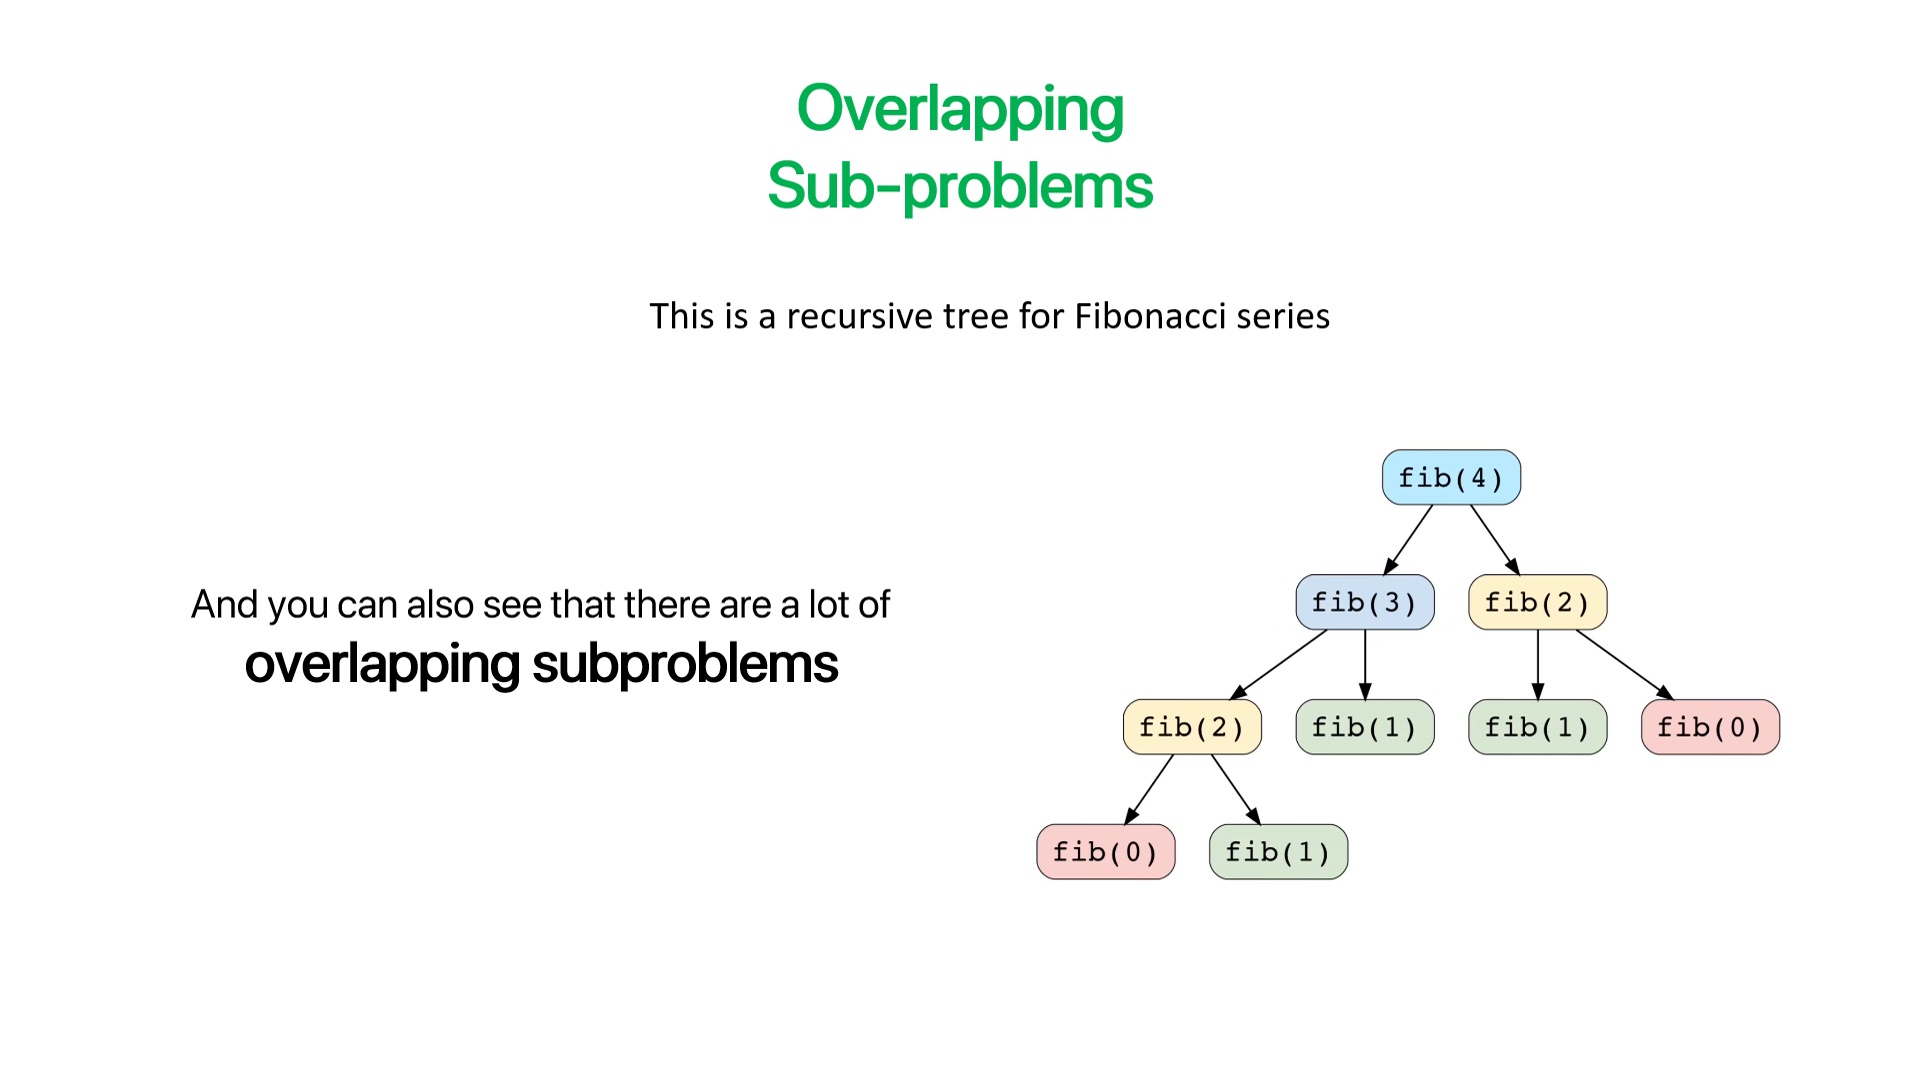 Overlapping
Sub-problems
This is a recursive tree for Fibonacci series
And you can also see that there are a lot of
overlapping subproblems
fib(4)
fib(3)
fib(2)
fib(2)
fib(1)
fib(1)
fib(0)
fib(0)
fib(1)